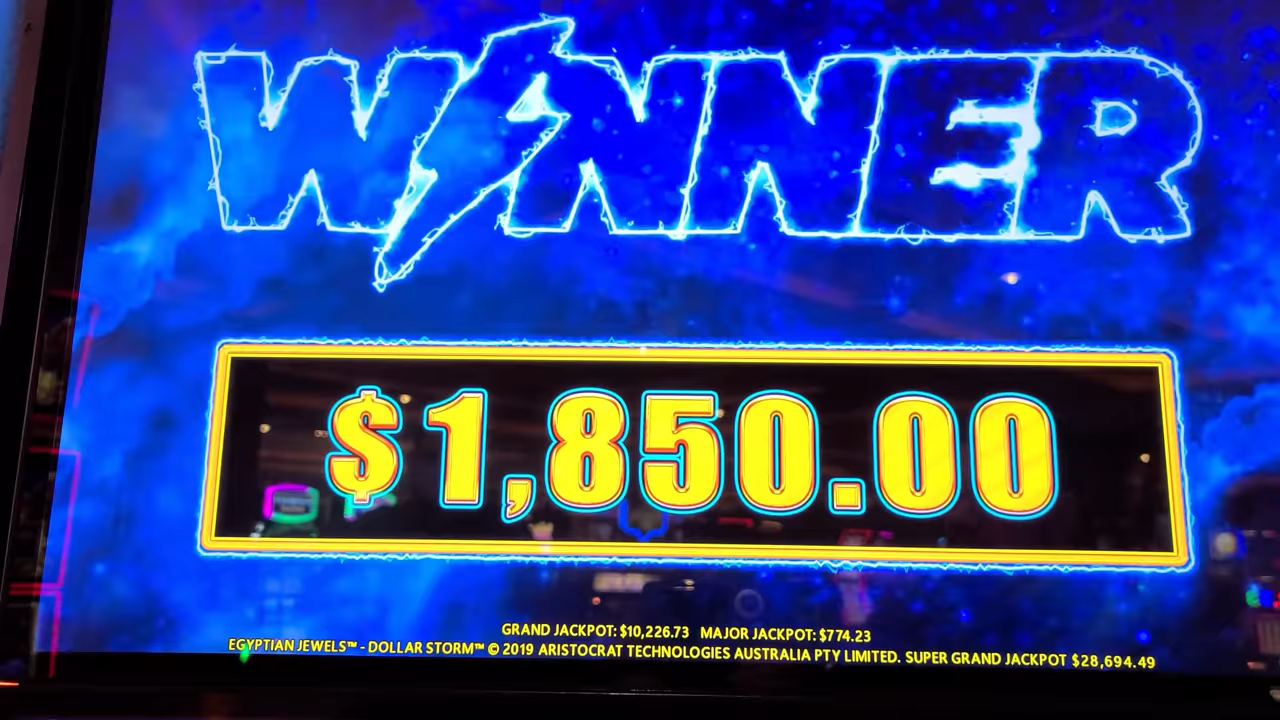 WINNER
$1,850.00
GRAND JACKPOT: $10,226.73 MAJOR JACKPOT: $774.23
EGYPTIAN JEWELS™ - DOLLAR STORM™ © 2019 ARISTOCRAT TECHNOLOGIES AUSTRALIA PTY LIMITED. SUPER GRAND JACKPOT $28,694.49